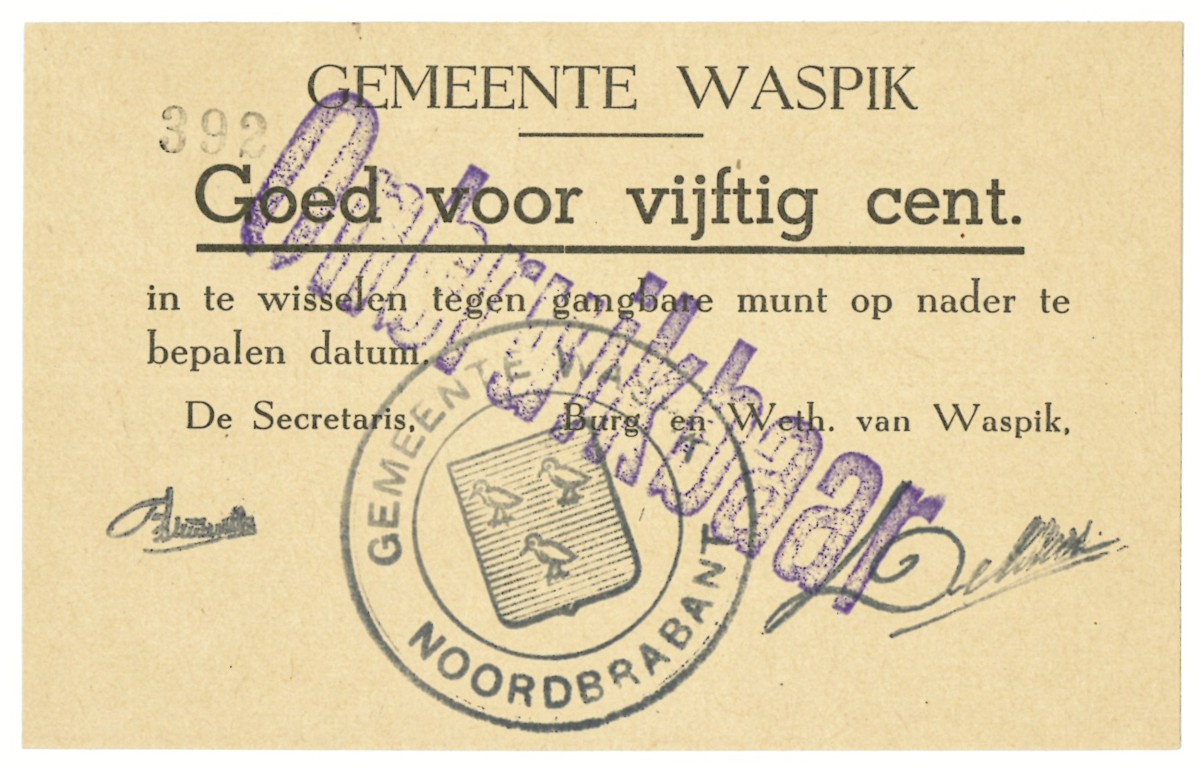 GEMEENTE WASPIK
392
Goed voor vijftig cent.
in te wisselen tegen gangbare munt op nader te
bepalen datum.
De Secretaris, Burg en Weth. van Waspik,
Onbruikbaar
GEMEENTE WASPIK
NOORDBRABANT